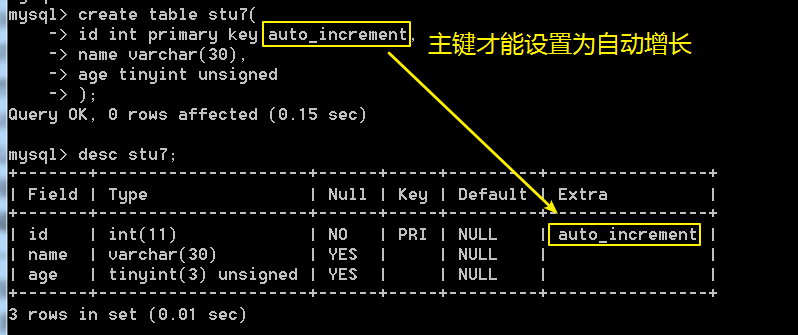 mysql> create table stu7(
    -> id int primary key auto_increment,
主键才能设置为自动增长
    -> name varchar(30),
    -> age tinyint unsigned
    -> );
Query OK, 0 rows affected (0.15 sec)
mysql> desc stu7;
+-------+---------------------+------+-----+---------+----------------+
| Field | Type                | Null | Key | Default | Extra          |
+-------+---------------------+------+-----+---------+----------------+
| id    | int(11)             | NO   | PRI | NULL    | auto_increment |
| name  | varchar(30)         | YES  |     | NULL    |                |
| age   | tinyint(3) unsigned | YES  |     | NULL    |                |
+-------+---------------------+------+-----+---------+----------------+
3 rows in set (0.01 sec)